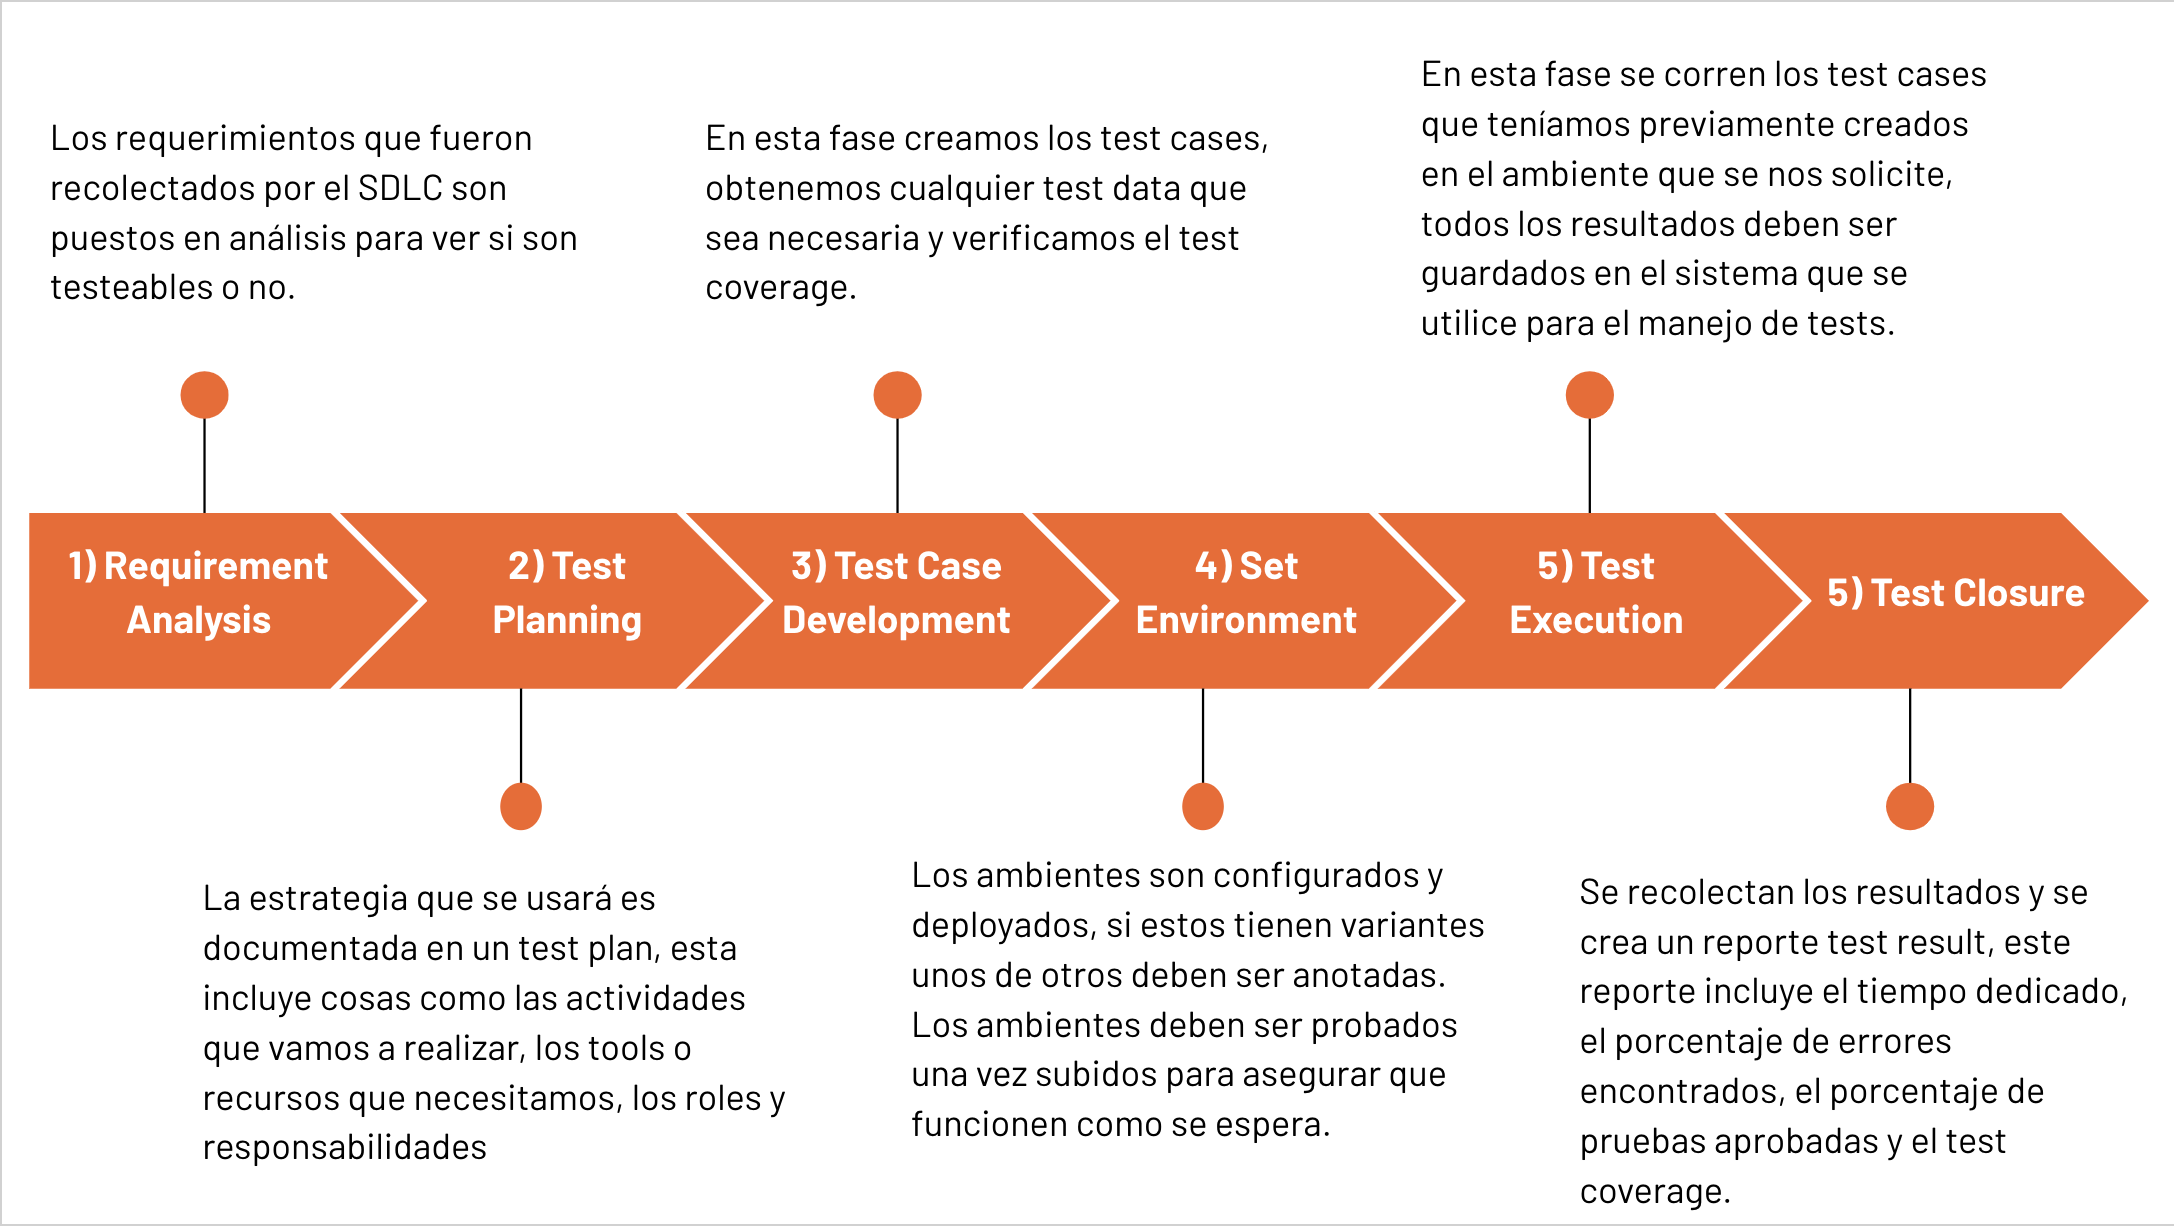 Los requerimientos que fueron
recolectados por el SDLC son
puestos en análisis para ver si son
testeables o no.
En esta fase creamos los test cases,
obtenemos cualquier test data que
sea necesaria y verificamos el test
coverage.
En esta fase se corren los test cases
que teníamos previamente creados
en el ambiente que se nos solicite,
todos los resultados deben ser
guardados en el sistema que se
utilice para el manejo de tests.
1) Requirement
Analysis
2) Test
Planning
3) Test Case
Development
4) Set
Environment
5) Test
Execution
5) Test Closure
La estrategia que se usará es
documentada en un test plan, esta
incluye cosas como las actividades
que vamos a realizar, los tools o
recursos que necesitamos, los roles y
responsabilidades
Los ambientes son configurados y
deployados, si estos tienen variantes
unos de otros deben ser anotadas.
Los ambientes deben ser probados
una vez subidos para asegurar que
funcionen como se espera.
Se recolectan los resultados y se
crea un reporte test result, este
reporte incluye el tiempo dedicado,
el porcentaje de errores
encontrados, el porcentaje de
pruebas aprobadas y el test
coverage.